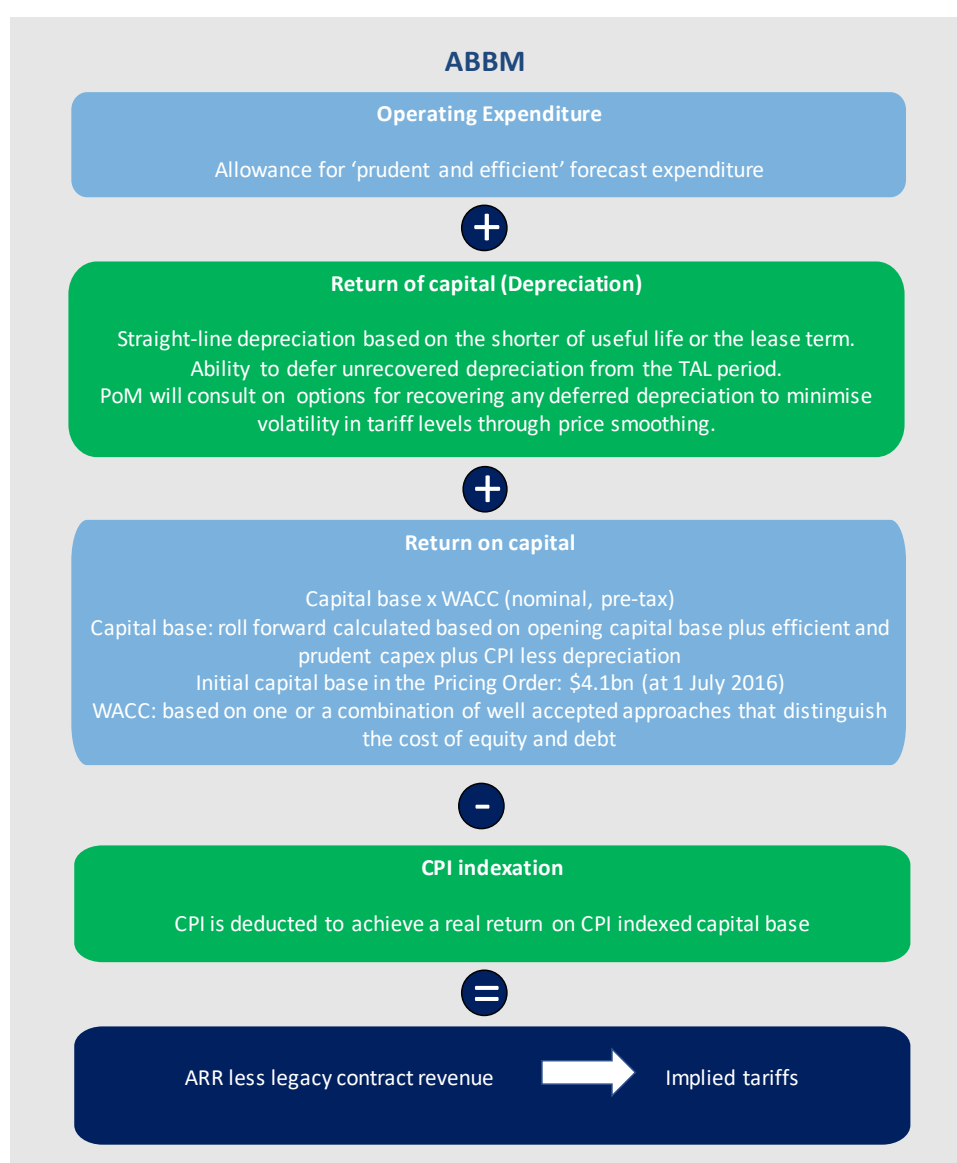 ABBM
Operating Expenditure
Allowance for ‘prudent and efficient’ forecast expenditure
+
Return of capital (Depreciation)
Straight-line depreciation based on the shorter of useful life or the lease term.
Ability to defer unrecovered depreciation from the TAL period.
PoM will consult on options for recovering any deferred depreciation to minimise
volatility in tariff levels through price smoothing.
+
Return on capital
Capital base x WACC (nominal, pre-tax)
Capital base: roll forward calculated based on opening capital base plus efficient and
prudent capex plus CPI less depreciation
Initial capital base in the Pricing Order: $4.1bn (at 1 July 2016)
WACC: based on one or a combination of well accepted approaches that distinguish
the cost of equity and debt
-
CPI indexation
CPI is deducted to achieve a real return on CPI indexed capital base
=
ARR less legacy contract revenue Implied tariffs